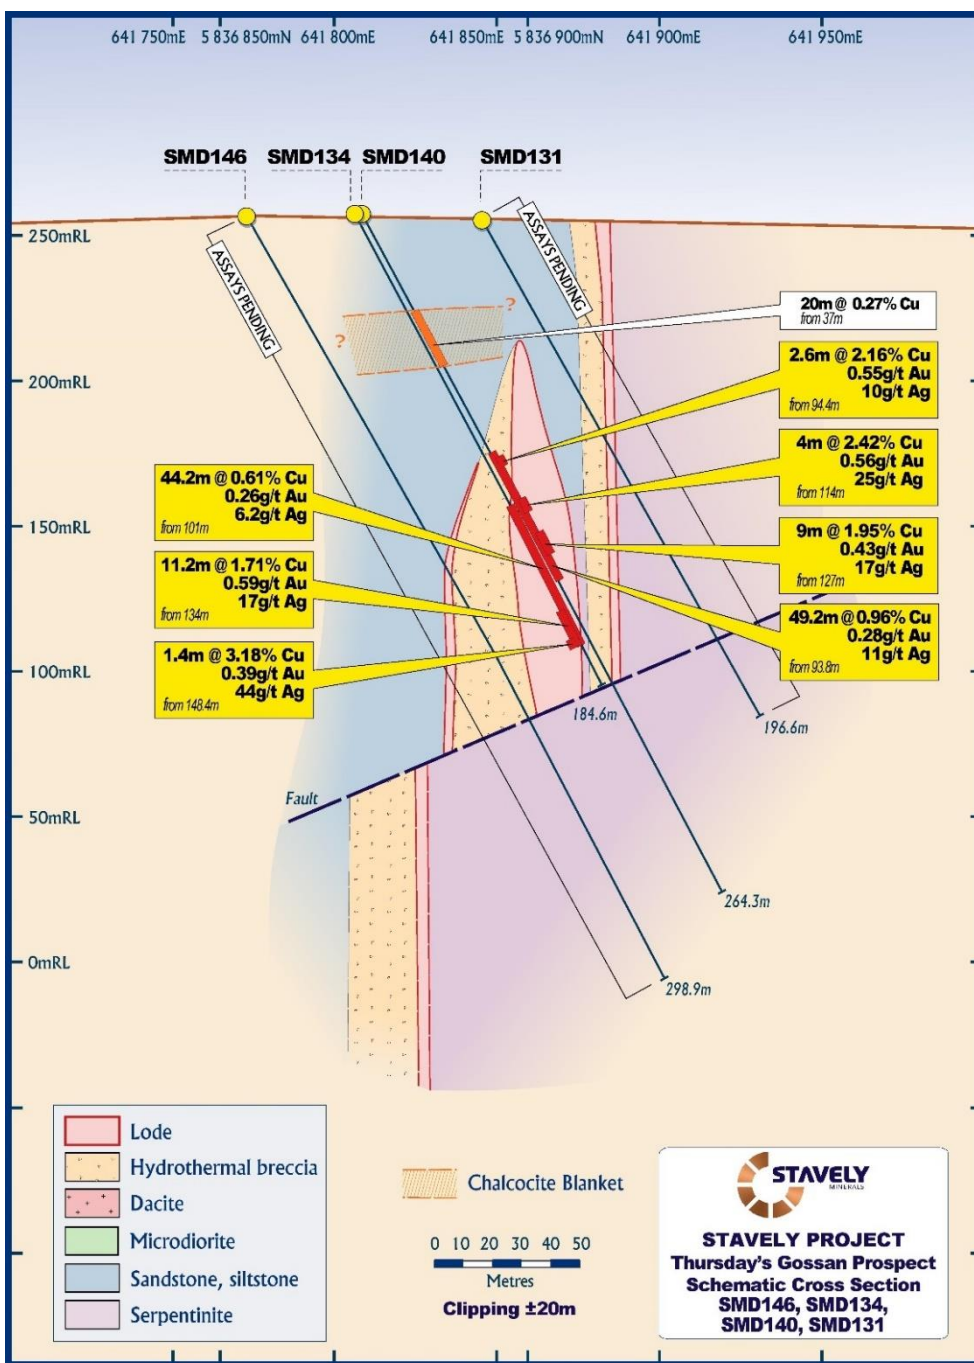 641 750mE 5 836 850mN 641 800mE 641 850mE 5 836 900mN 641 900mE 641 950mE
SMD146 SMD134 SMD140 SMD131
250mRL
ASSAYS PENDING
ASSAYS PENDING
20m @ 0.27% Cu
from 37m
?
?
2.6m @ 2.16% Cu
0.55g/t Au
10g/t Ag
from 94.4m
200mRL
4m @ 2.42% Cu
0.56g/t Au
25g/t Ag
from 114m
44.2m @ 0.61% Cu
0.26g/t Au
6.2g/t Ag
from 101m
150mRL
9m @ 1.95% Cu
0.43g/t Au
17g/t Ag
from 127m
11.2m @ 1.71% Cu
0.59g/t Au
17g/t Ag
from 134m
49.2m @ 0.96% Cu
0.28g/t Au
11g/t Ag
from 93.8m
1.4m @ 3.18% Cu
0.39g/t Au
44g/t Ag
from 148.4m
100mRL
184.6m
196.6m
Fault
50mRL
264.3m
0mRL
298.9m
Lode
Hydrothermal breccia
Dacite
Microdiorite
Sandstone, siltstone
Serpentinite
Chalcocite Blanket
0 10 20 30 40 50
Metres
Clipping ±20m
STAVELY
MINERALS
STAVELY PROJECT
Thursday's Gossan Prospect
Schematic Cross Section
SMD146, SMD134,
SMD140, SMD131